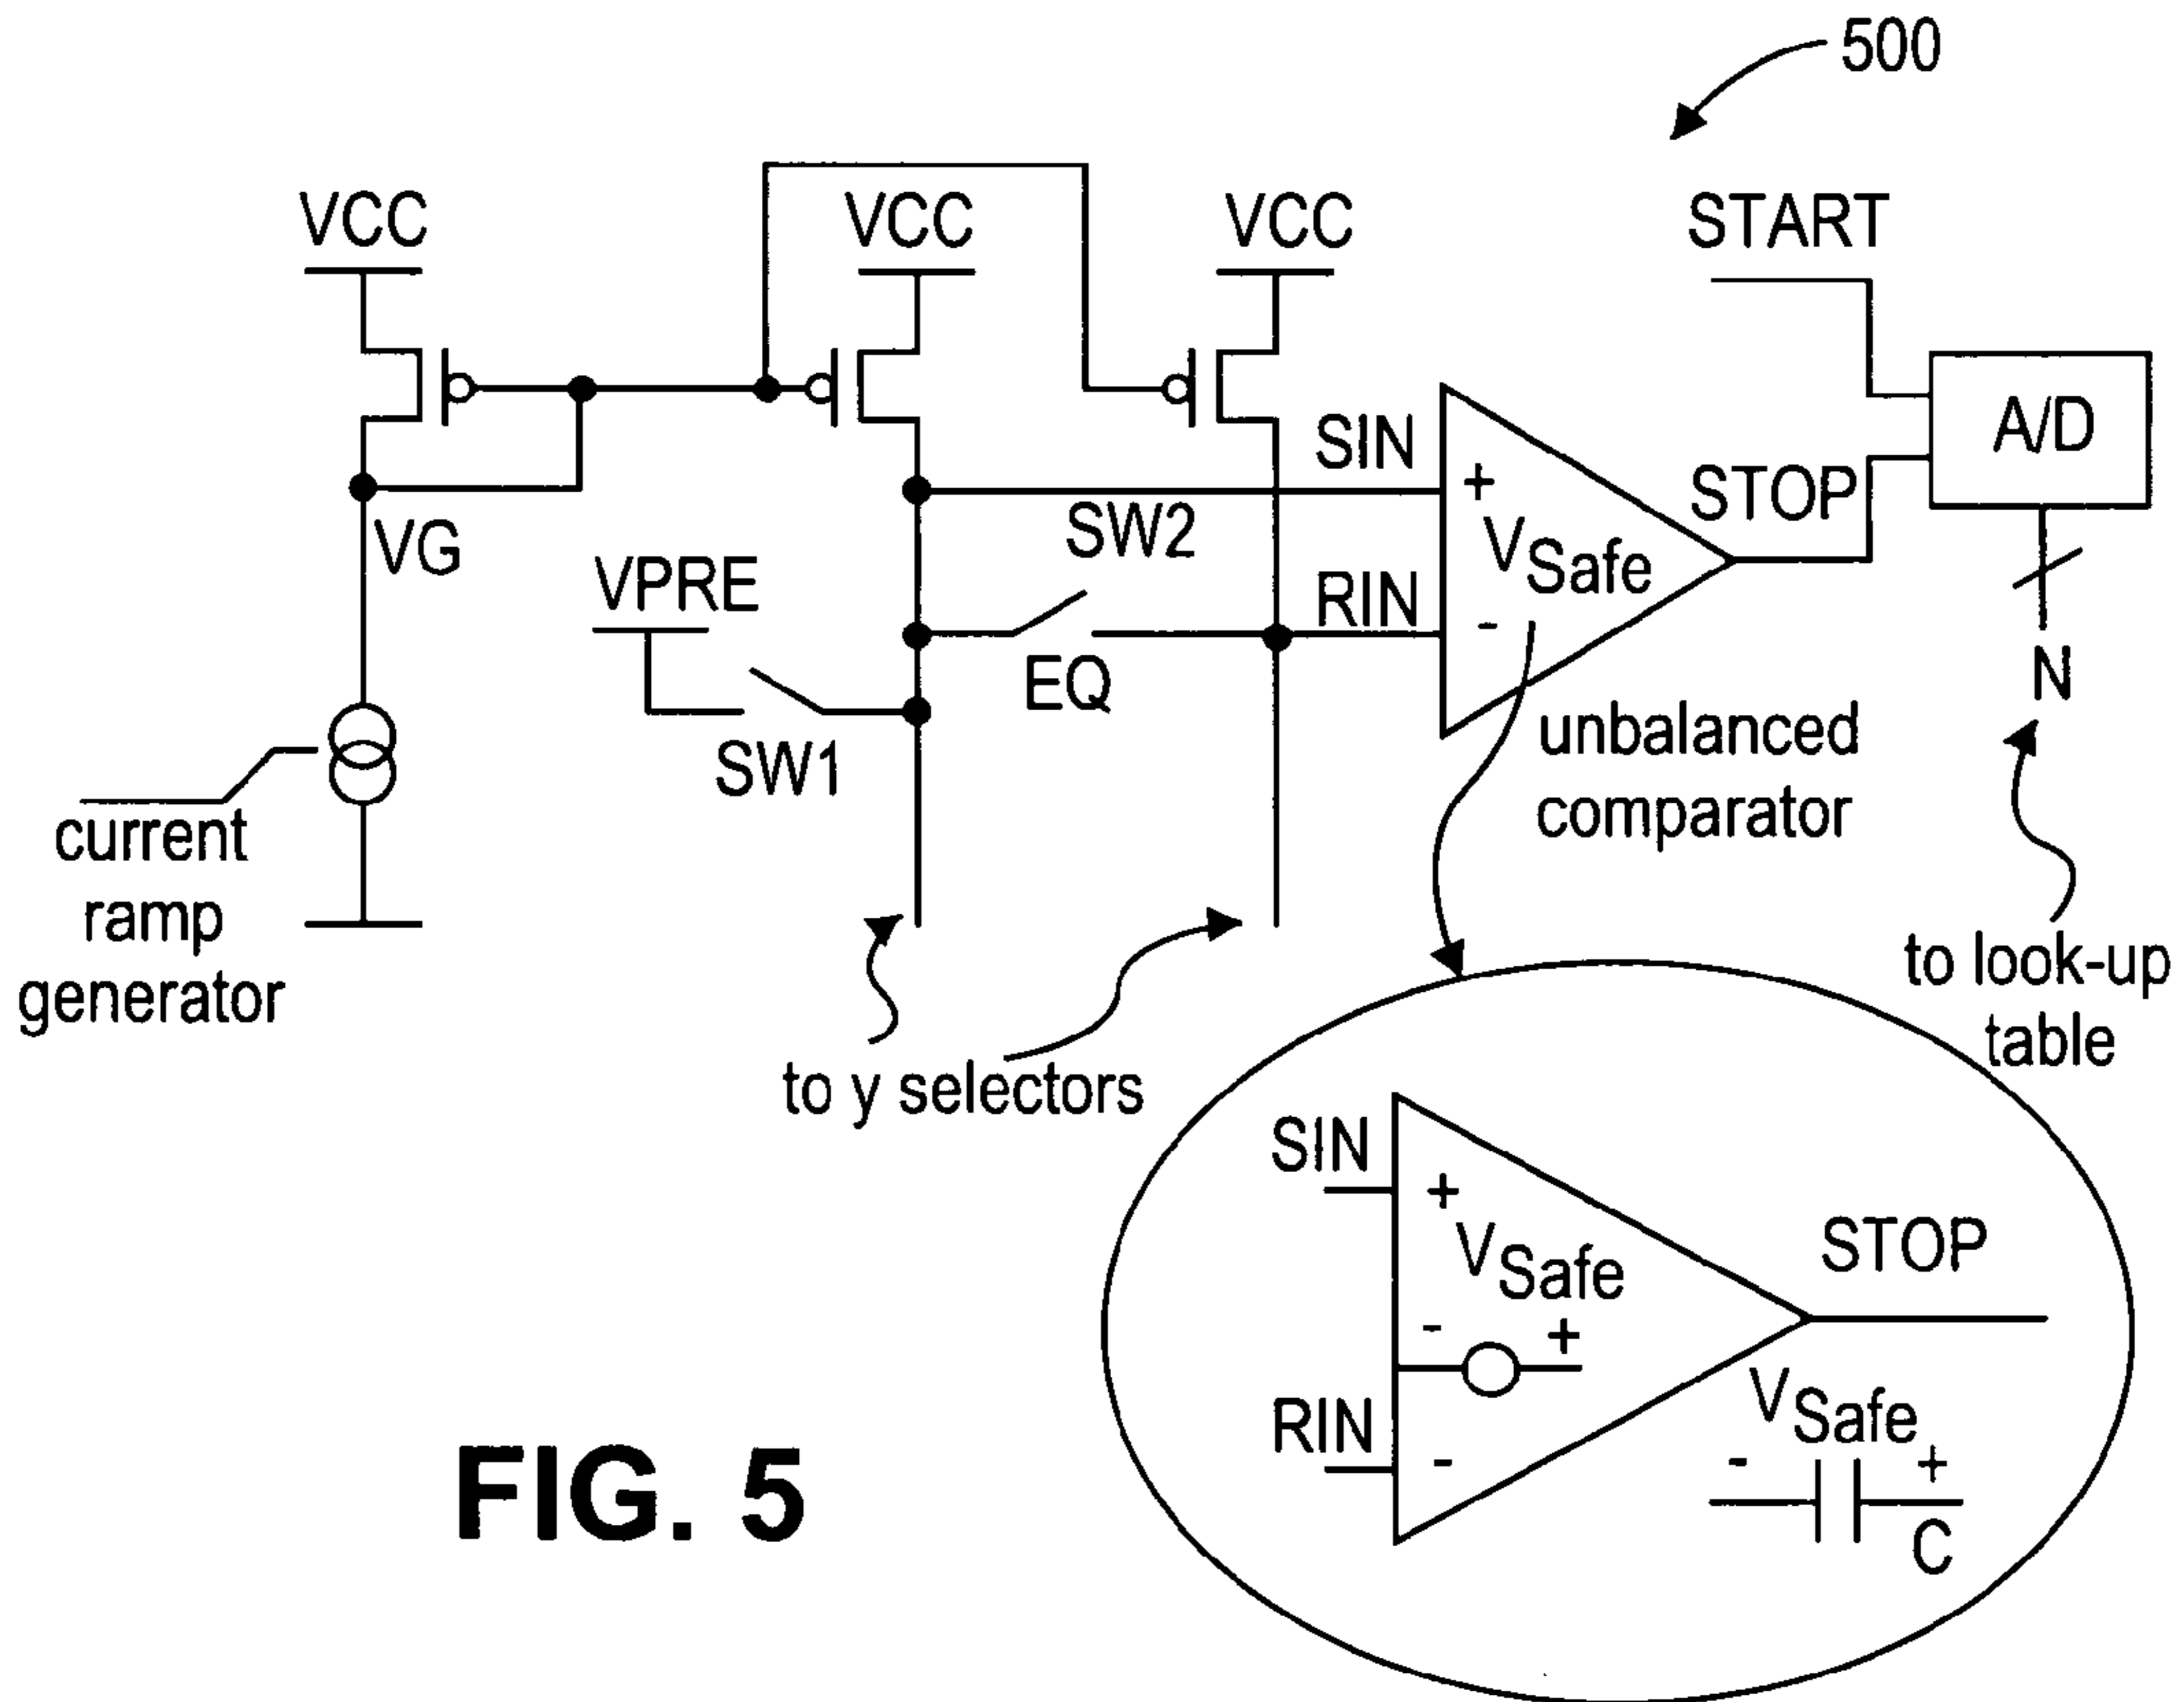 500
VCC
VCC
VCC
START
A/D
SIN
+
STOP
VSafe
SW2
VG
VPRE
RIN
-
EQ
N
SW1
unbalanced
comparator
current
ramp
generator
to look-up
table
to y selectors
SIN
+
VSafe
STOP
- +
VSafe
RIN
-
- +
C
FIG. 5